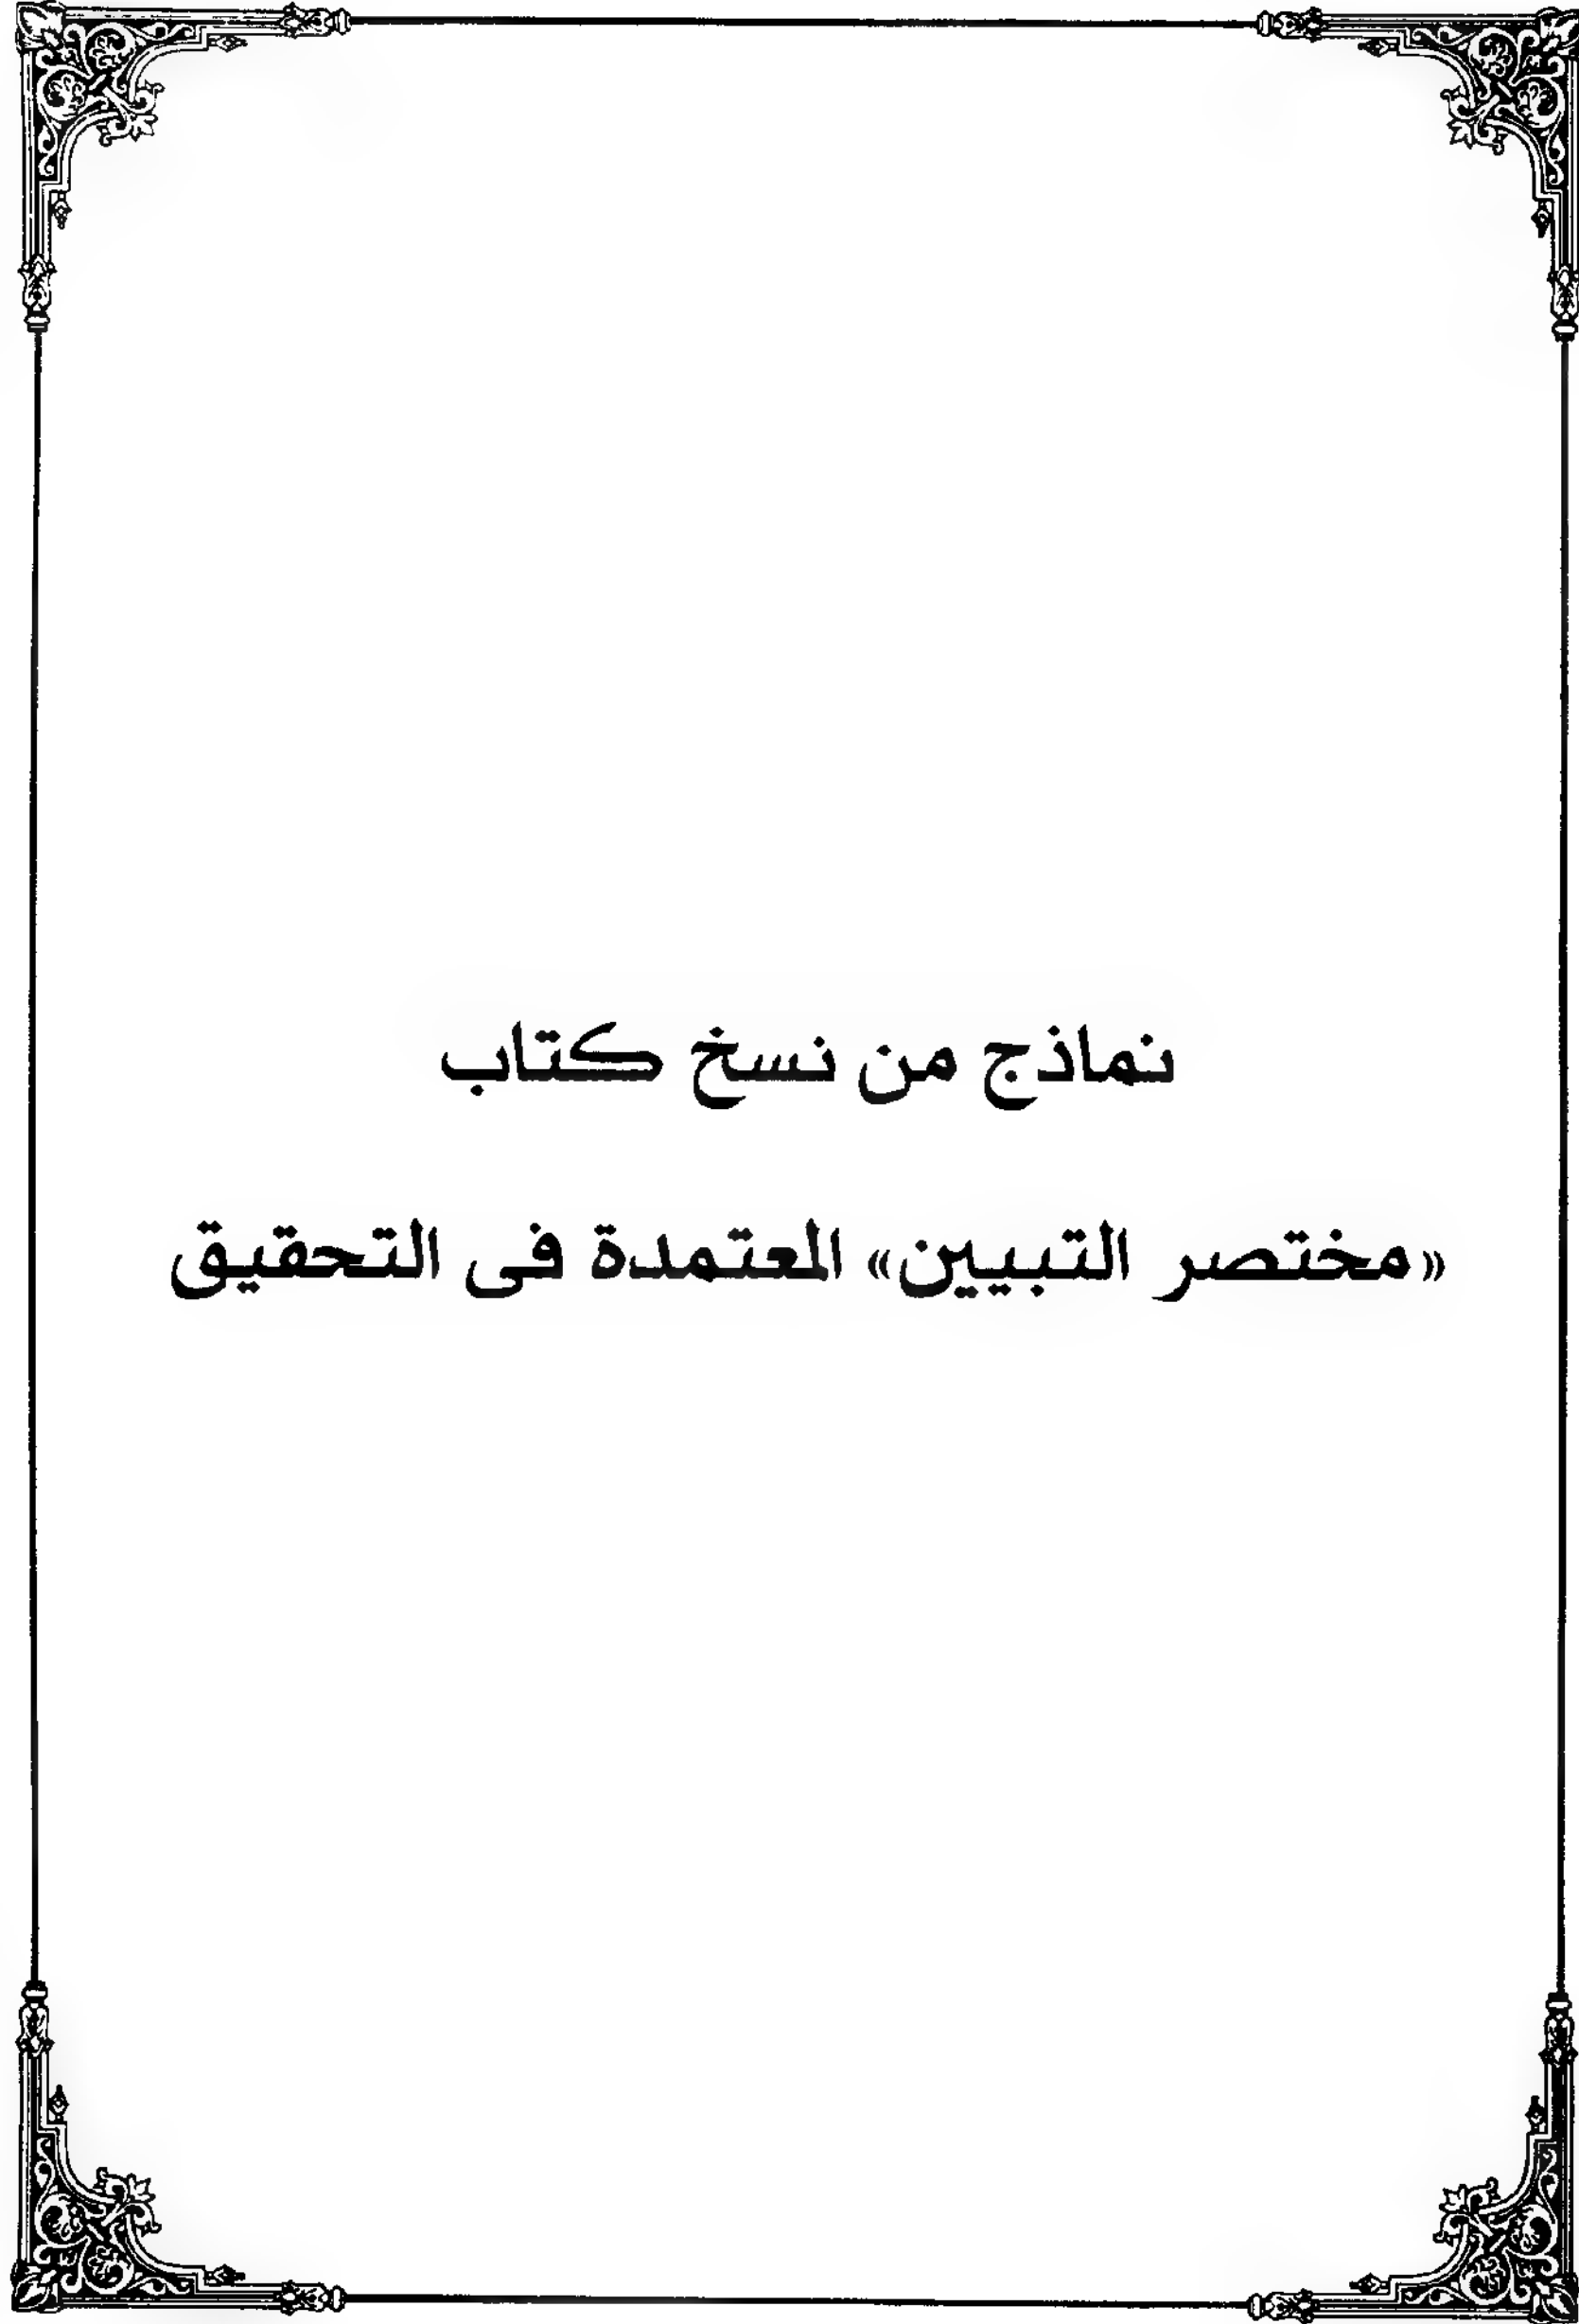 نماذج من نسخ كتاب
«مختصر التبيين» المعتمدة فى التحقيق